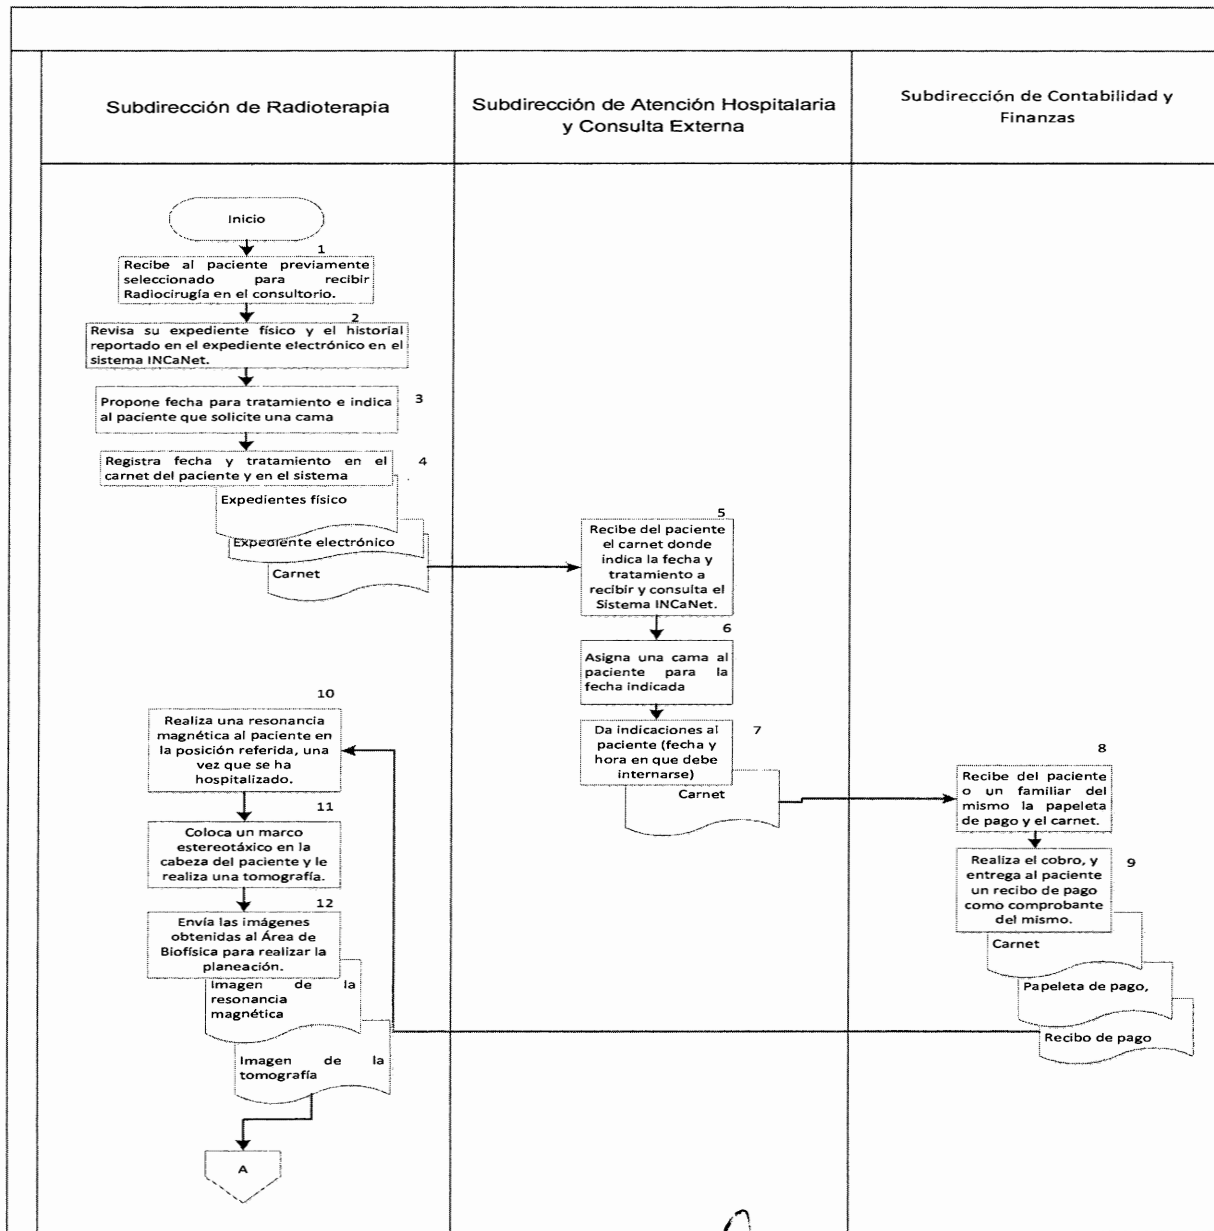 Subdirección de Radioterapia
Subdirección de Atención Hospitalaria
y Consulta Externa
Subdirección de Contabilidad y
Finanzas
Inicio
1
Recibe al paciente previamente
seleccionado para recibir
Radiocirugía en el consultorio.
2
Revisa su expediente físico y el historial
reportado en el expediente electrónico en el
sistema INCaNet.
Propone fecha para tratamiento e indica
al paciente que solicite una cama
3
Registra fecha y tratamiento en el
carnet del paciente y en el sistema
4
Expedientes físico
Expediente electrónico
Carnet
5
Recibe del paciente
el carnet donde
indica la fecha y
tratamiento a
recibir y consulta el
Sistema INCaNet.
6
Asigna una cama al
paciente para la
fecha indicada
Da indicaciones al
paciente (fecha y
hora en que debe
internarse)
7
Carnet
8
Recibe del paciente
o un familiar del
mismo la papeleta
de pago y el carnet.
Realiza el cobro, y
entrega al paciente
un recibo de pago
como comprobante
del mismo.
9
Carnet
Papeleta de pago,
Recibo de pago
10
Realiza una resonancia
magnética al paciente en
la posición referida, una
vez que se ha
hospitalizado.
11
Coloca un marco
estereotáxico en la
cabeza del paciente y le
realiza una tomografía.
12
Envía las imágenes
obtenidas al Área de
Biofísica para realizar la
planeación.
Imagen de la
resonancia
magnética
Imagen de la
tomografía
A